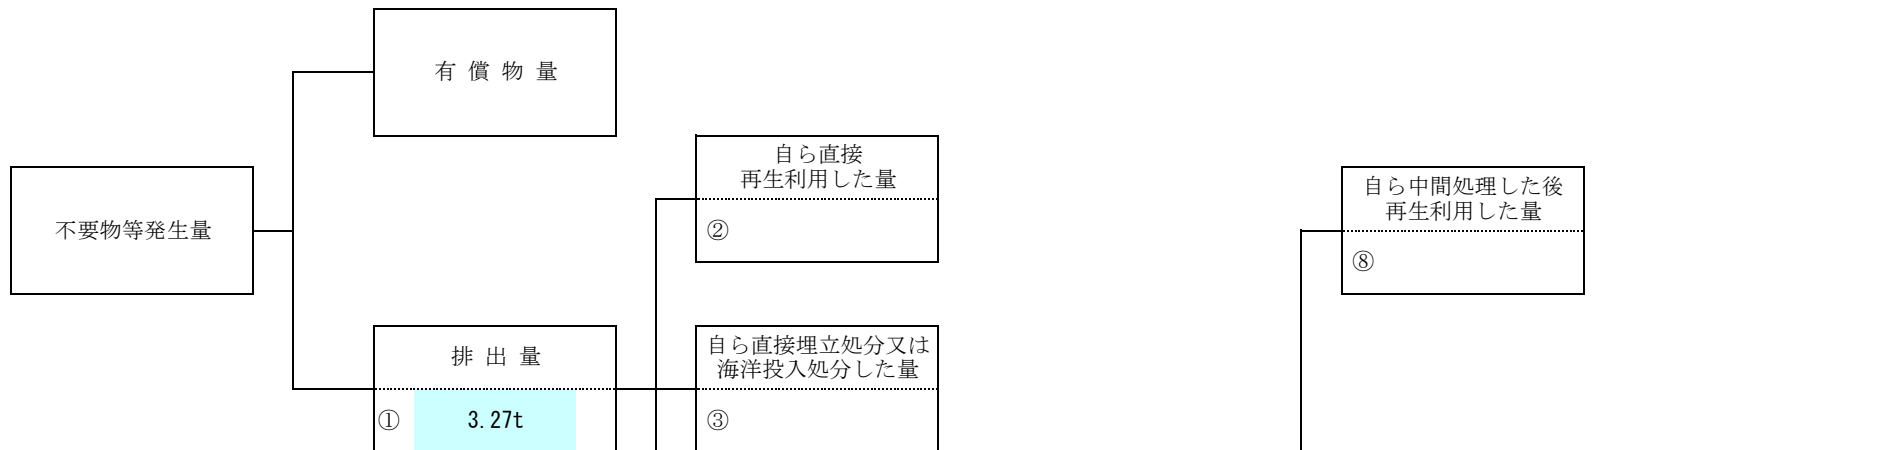 有 償 物 量
自ら直接
再生利用した量
②
不要物等発生量
自ら中間処理した後
再生利用した量
⑧
排 出 量
① 3.27t
自ら直接埋立処分又は
海洋投入処分した量
③